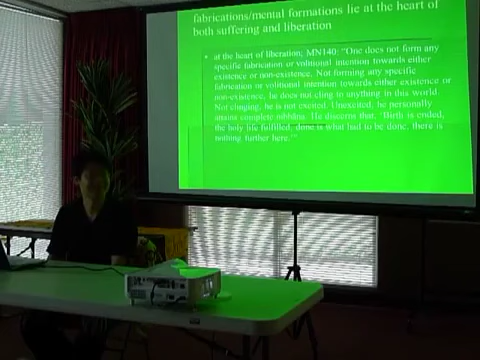 fabrications/mental formations lie at the heart of
both suffering and liberation
• at the heart of liberation; MN140: "One does not form any
specific fabrication or volitional intention towards either
existence or non-existence. Not forming any specific
fabrication or volitional intention towards either existence or
non-existence, he does not cling to anything in this world.
Not clinging, he is not excited. Unexcited, he personally
attains complete nibbāna. He discerns that, 'Birth is ended,
the holy life fulfilled, done is what had to be done, there is
nothing further here.'"